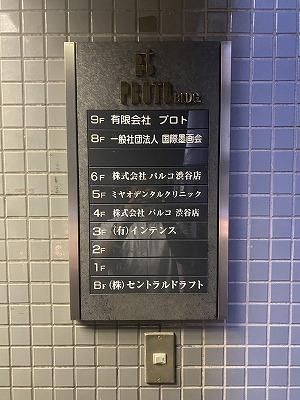 PROTO BLDG.
9F 有限会社 プロト
8F 一般社団法人 国際墨画会
6F 株式会社 パルコ渋谷店
5F ミヤオデンタルクリニック
4F 株式会社 パルコ 渋谷店
3F (有)インテンス
2F
1F
BF (株)セントラルドラフト